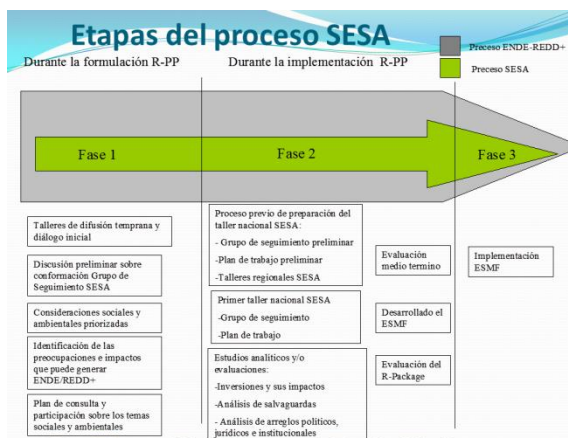 Etapas del proceso SESA
Preceso ENDE-REDD+
Preceso SESA
Durante la formulación R-PP
Durante la implementación R-PP
Fase 1
Fase 2
Fase 3
Talleres de difusión temprana y
diálogo inicial
Discusión preliminar sobre
conformación Grupo de
Seguimiento SESA
Consideraciones sociales y
ambientales priorizadas
Identificación de las
preocupaciones e impactos
que puede generar
ENDE/REDD+
Plan de consulta y
participación sobre los temas
sociales y ambientales
Proceso previo de preparación del
taller nacional SESA:
- Grupo de seguimiento preliminar
-Plan de trabajo preliminar
-Talleres regionales SESA
Primer taller nacional SESA
-Grupo de seguimiento
-Plan de trabajo
Estudios analíticos y/o
evaluaciones:
-Inversiones y sus impactos
-Análisis de salvaguardas
- Análisis de arreglos políticos,
jurídicos e institucionales
Evaluación
medio termino
Desarrollado el
ESMF
Evaluación del
R-Package
Implementación
ESMF